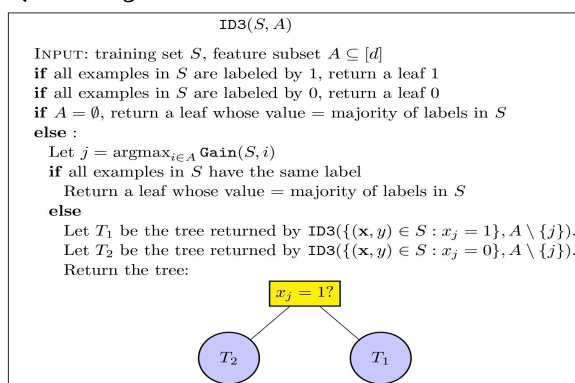 ID3(S, A)
INPUT: training set S, feature subset A ⊆ [d]
if all examples in S are labeled by 1, return a leaf 1
if all examples in S are labeled by 0, return a leaf 0
if A = ∅, return a leaf whose value = majority of labels in S
else :
Let j = argmax_{i∈A} Gain(S, i)
if all examples in S have the same label
Return a leaf whose value = majority of labels in S
else
Let T₁ be the tree returned by ID3({(x, y) ∈ S : x_j = 1}, A \ {j}).
Let T₂ be the tree returned by ID3({(x, y) ∈ S : x_j = 0}, A \ {j}).
Return the tree:
x_j = 1?
T₂ T₁